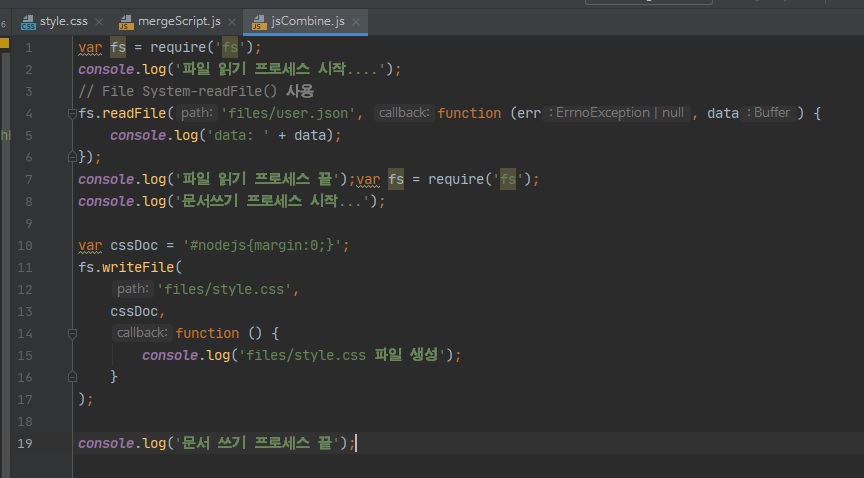 style.css mergeScript.js jsCombine.js
1 var fs = require('fs');
2 console.log('파일 읽기 프로세스 시작....');
3 // File System-readFile() 사용
4 fs.readFile( path: 'files/user.json', callback: function (err : ErrnoException | null , data : Buffer ) {
5 console.log('data: ' + data);
6 });
7 console.log('파일 읽기 프로세스 끝');var fs = require('fs');
8 console.log('문서쓰기 프로세스 시작...');
9
10 var cssDoc = '#nodejs{margin:0;}';
11 fs.writeFile(
12 path: 'files/style.css',
13 cssDoc,
14 callback: function () {
15 console.log('files/style.css 파일 생성');
16 }
17 );
18
19 console.log('문서 쓰기 프로세스 끝');